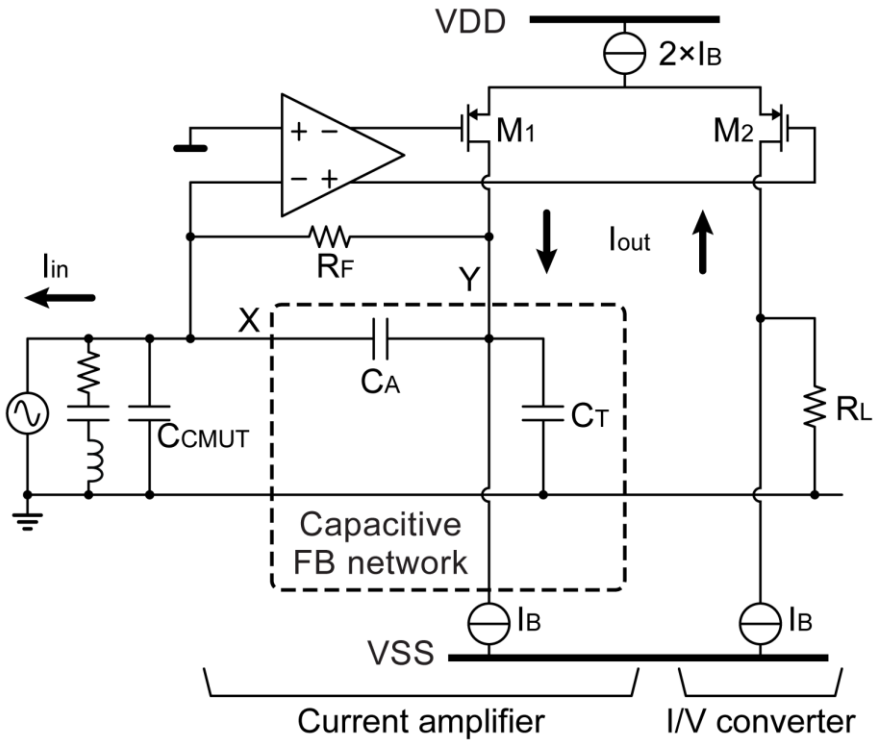 VDD
2×IB
+ −
M1
M2
− +
RF
Iout
Iin
Y
X
CA
CT
CCMUT
RL
Capacitive
FB network
IB
IB
VSS
Current amplifier
I/V converter